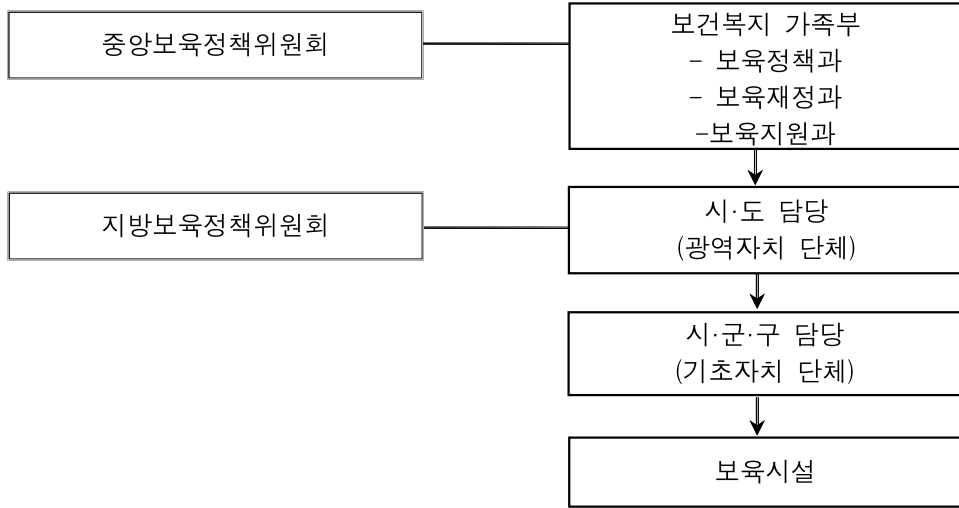 중앙보육정책위원회
보건복지 가족부
- 보육정책과
- 보육재정과
-보육지원과
지방보육정책위원회
시·도 담당
(광역자치 단체)
시·군·구 담당
(기초자치 단체)
보육시설